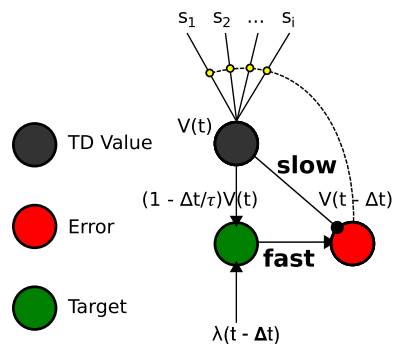 s1 s2 ... si
V(t)
TD Value
slow
(1 - Δt/τ)V(t)
V(t - Δt)
Error
fast
Target
λ(t - Δt)